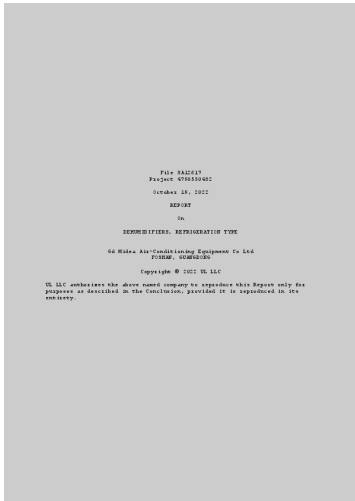 File SA12617
Project
October 19, 2022
REPORT
On
DEHUMIDIFIERS, REFRIGERATION TYPE
Gd Midea Air-Conditioning Equipment Co Ltd
FOSHAN, GUANGDONG
Copyright © 2022 UL LLC
UL LLC authorizes the above named company to reproduce this Report only for
purposes as described in the Conclusion, provided it is reproduced in its
entirety.